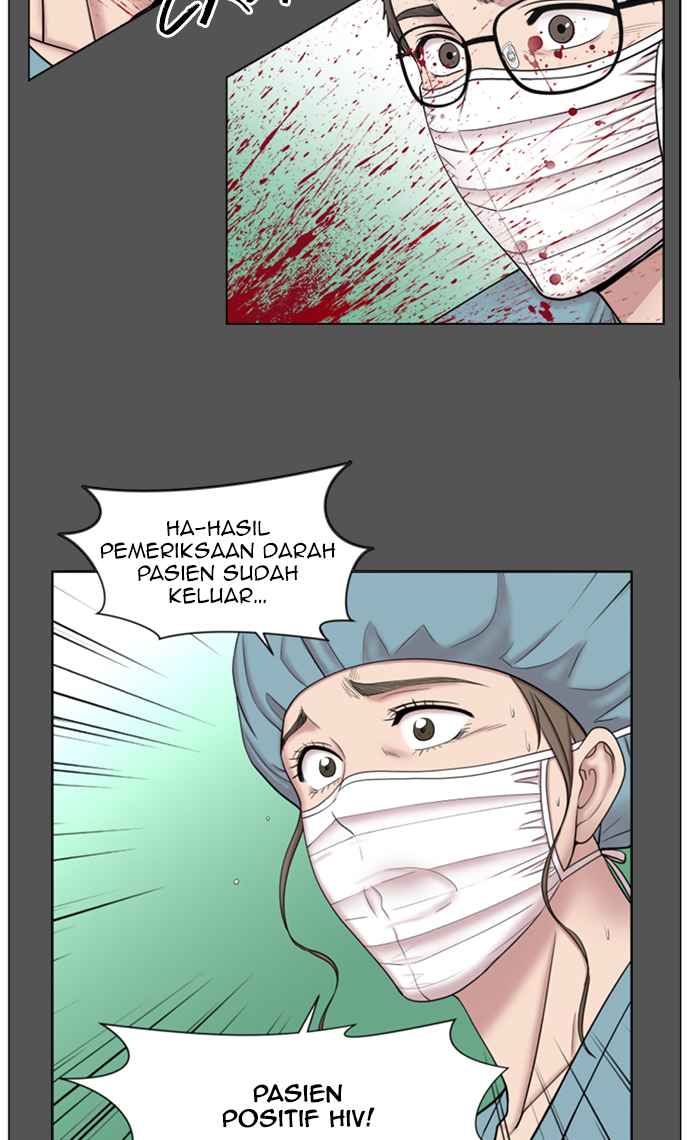 HA-HASIL
PEMERIKSAAN DARAH
PASIEN SUDAH
KELUAR...
PASIEN
POSITIF HIV!